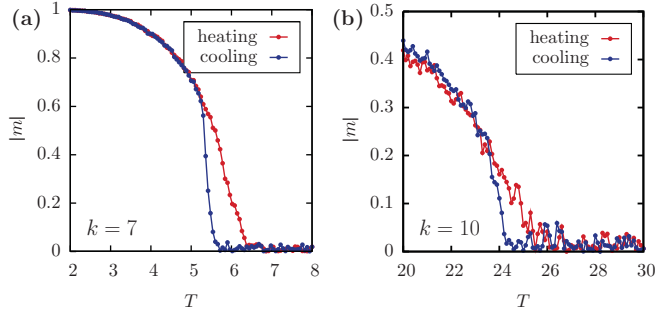 (a)
heating
cooling
|m|
1
0.8
0.6
0.4
0.2
0
k = 7
2 3 4 5 6 7 8
T
(b)
heating
cooling
|m|
0.5
0.4
0.3
0.2
0.1
0
k = 10
20 22 24 26 28 30
T